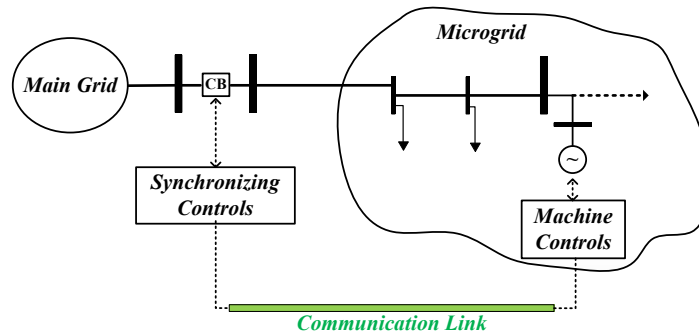 Microgrid
Main Grid
CB
~
Synchronizing
Controls
Machine
Controls
Communication Link